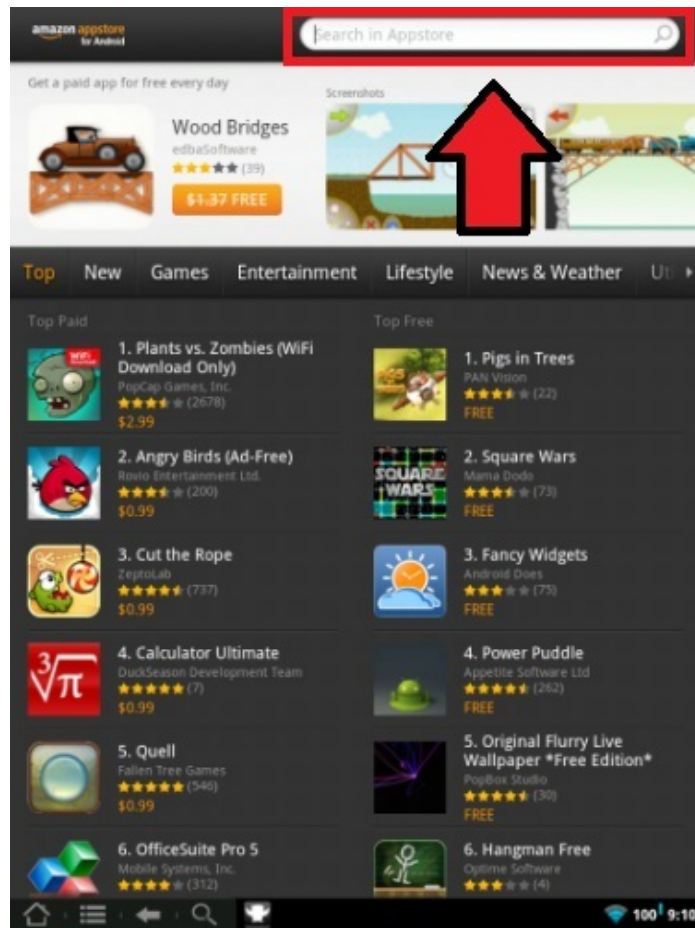 amazon appstore
for Android
Search in Appstore
Get a paid app for free every day
Screenshots
Wood Bridges
edbaSoftware
(39)
$1.37 FREE
Top New Games Entertainment Lifestyle News & Weather Uti
Top Paid
WiFi
Download
1. Plants vs. Zombies (WiFi
Download Only)
PopCap Games, Inc.
(2678)
$2.99
2. Angry Birds (Ad-Free)
Rovio Entertainment Ltd.
(200)
$0.99
3. Cut the Rope
ZeptoLab
(737)
$0.99
3√π
4. Calculator Ultimate
DuckSeason Development Team
(7)
$0.99
5. Quell
Fallen Tree Games
(546)
$0.99
6. OfficeSuite Pro 5
Mobile Systems, Inc.
(312)
Top Free
1. Pigs in Trees
PAN Vision
(22)
FREE
SQUARE
WARS
2. Square Wars
Mama Dodo
(73)
FREE
3. Fancy Widgets
Android Does
(75)
FREE
4. Power Puddle
Appetite Software Ltd
(262)
FREE
5. Original Flurry Live
Wallpaper *Free Edition*
PopBox Studio
(30)
FREE
6. Hangman Free
Optime Software
(4)
100 9:10